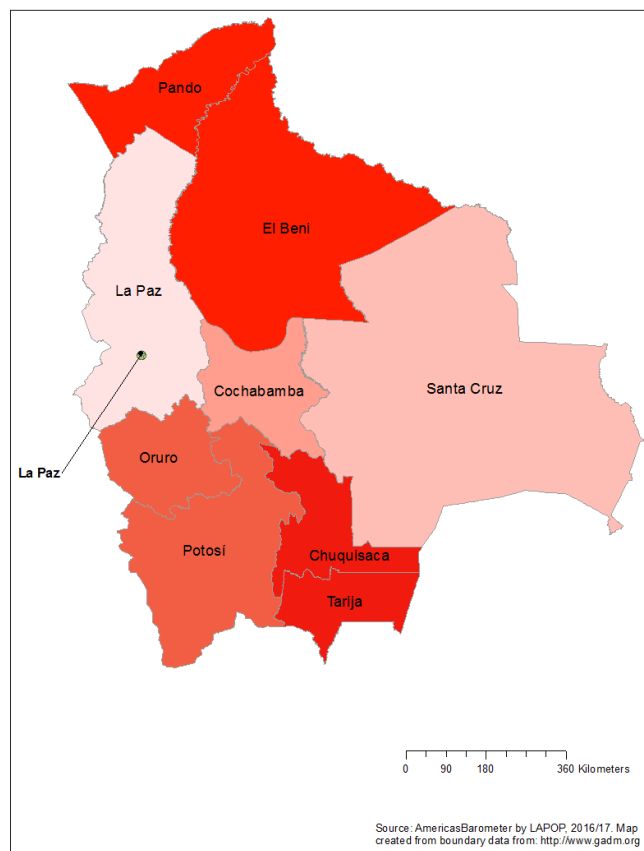 Pando
El Beni
La Paz
Cochabamba
Santa Cruz
Oruro
La Paz
Potosí
Chuquisaca
Tarija
0 90 180 360 Kilometers
Source: AmericasBarometer by LAPOP, 2016/17. Map
created from boundary data from: http://www.gadm.org